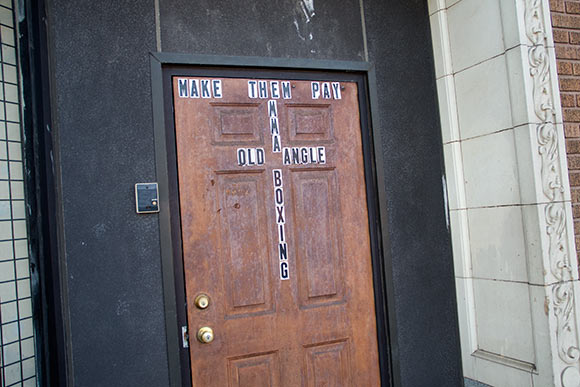 MAKE THEM PAY
MMA
OLD ANGLE
BOXING